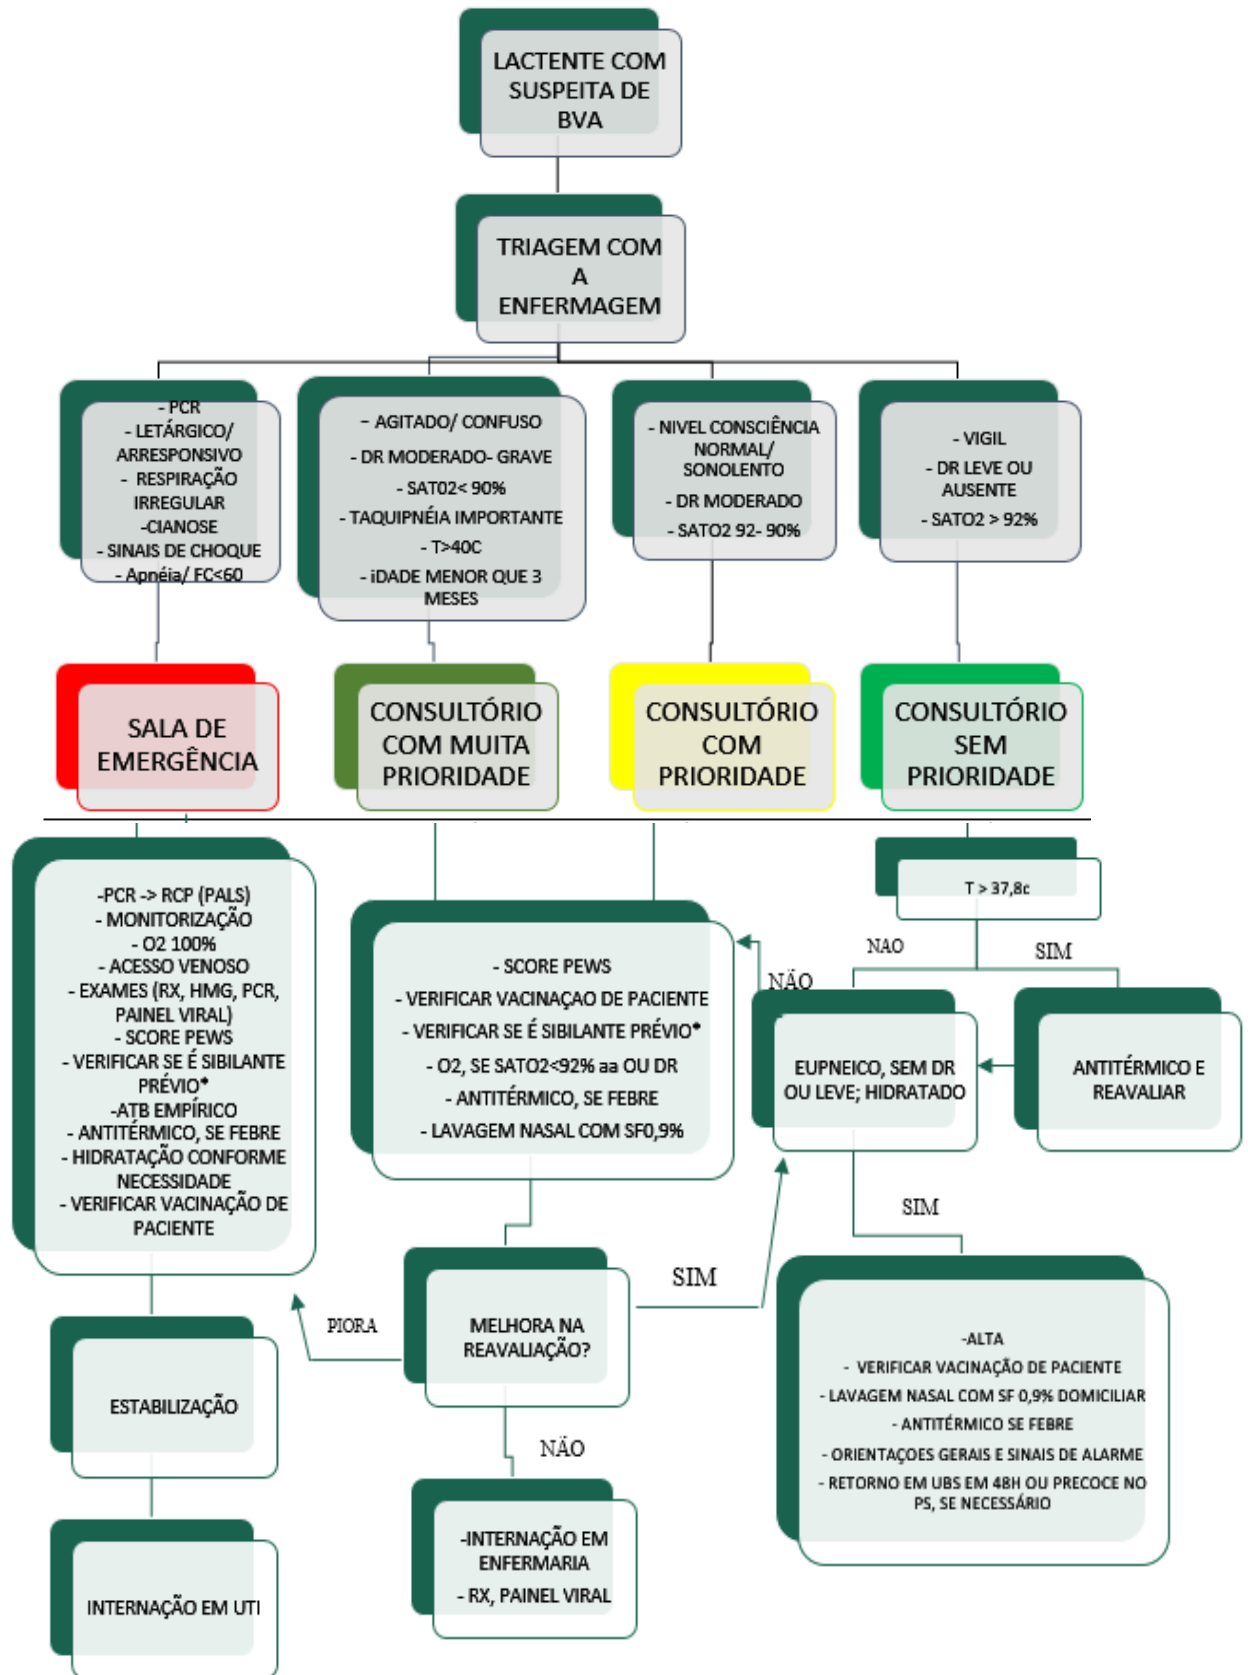 LACTENTE COM
SUSPEITA DE
BVA
TRIAGEM COM
A
ENFERMAGEM
- PCR
- LETÁRGICO/
ARRESPONSIVO
- RESPIRAÇÃO
IRREGULAR
-CIANOSE
- SINAIS DE CHOQUE
- Apnéia/ FC<60
- AGITADO/ CONFUSO
- DR MODERADO- GRAVE
- SAT02< 90%
- TAQUIPNÉIA IMPORTANTE
- T>40C
- iDADE MENOR QUE 3
MESES
- NIVEL CONSCIÊNCIA
NORMAL/
SONOLENTO
- DR MODERADO
- SATO2 92- 90%
- VIGIL
- DR LEVE OU
AUSENTE
- SATO2 > 92%
SALA DE
EMERGÊNCIA
CONSULTÓRIO
COM MUITA
PRIORIDADE
CONSULTÓRIO
COM
PRIORIDADE
CONSULTÓRIO
SEM
PRIORIDADE
-PCR -> RCP (PALS)
- MONITORIZAÇÃO
- O2 100%
- ACESSO VENOSO
- EXAMES (RX, HMG, PCR,
PAINEL VIRAL)
- SCORE PEWS
- VERIFICAR SE É SIBILANTE
PRÉVIO*
-ATB EMPÍRICO
- ANTITÉRMICO, SE FEBRE
- HIDRATAÇÃO CONFORME
NECESSIDADE
- VERIFICAR VACINAÇÃO DE
PACIENTE
- SCORE PEWS
- VERIFICAR VACINAÇAO DE PACIENTE
- VERIFICAR SE É SIBILANTE PRÉVIO*
- O2, SE SATO2<92% aa OU DR
- ANTITÉRMICO, SE FEBRE
- LAVAGEM NASAL COM SF0,9%
T > 37,8c
NAO
SIM
NÃO
EUPNEICO, SEM DR
OU LEVE; HIDRATADO
ANTITÉRMICO E
REAVALIAR
SIM
SIM
PIORA
MELHORA NA
REAVALIAÇÃO?
NÃO
ESTABILIZAÇÃO
INTERNAÇÃO EM UTI
-INTERNAÇÃO EM
ENFERMARIA
- RX, PAINEL VIRAL
-ALTA
- VERIFICAR VACINAÇÃO DE PACIENTE
- LAVAGEM NASAL COM SF 0,9% DOMICILIAR
- ANTITÉRMICO SE FEBRE
- ORIENTAÇOES GERAIS E SINAIS DE ALARME
- RETORNO EM UBS EM 48H OU PRECOCE NO
PS, SE NECESSÁRIO